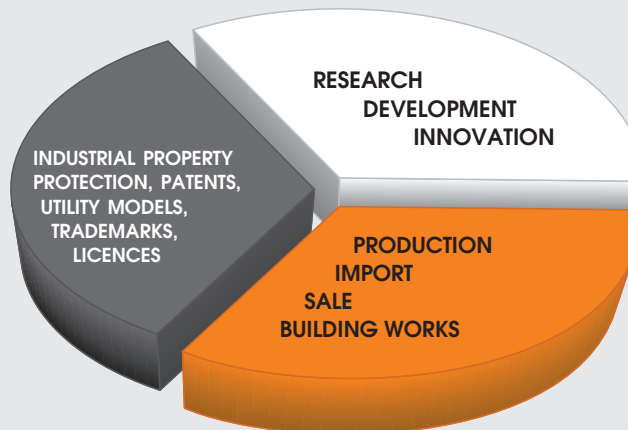 RESEARCH
DEVELOPMENT
INNOVATION
INDUSTRIAL PROPERTY
PROTECTION, PATENTS,
UTILITY MODELS,
TRADEMARKS,
LICENCES
PRODUCTION
IMPORT
SALE
BUILDING WORKS